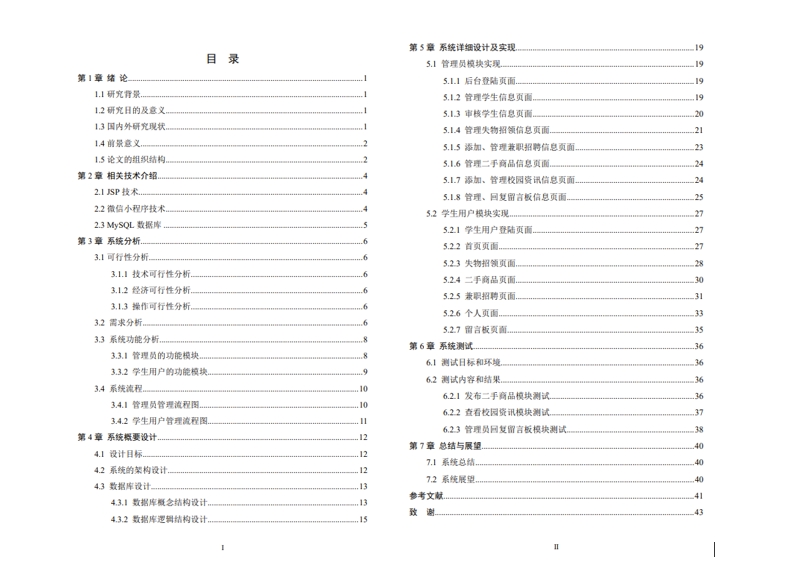 目 录
第 1 章 绪 论 1
1.1 研究背景 1
1.2 研究目的及意义 1
1.3 国内外研究现状 1
1.4 前景意义 2
1.5 论文的组织结构 2
第 2 章 相关技术介绍 4
2.1 JSP 技术 4
2.2 微信小程序技术 4
2.3 MySQL 数据库 5
第 3 章 系统分析 6
3.1 可行性分析 6
3.1.1 技术可行性分析 6
3.1.2 经济可行性分析 6
3.1.3 操作可行性分析 6
3.2 需求分析 6
3.3 系统功能分析 8
3.3.1 管理员的功能模块 8
3.3.2 学生用户的功能模块 9
3.4 系统流程 10
3.4.1 管理员管理流程图 10
3.4.2 学生用户管理流程图 11
第 4 章 系统概要设计 12
4.1 设计目标 12
4.2 系统的架构设计 12
4.3 数据库设计 13
4.3.1 数据库概念结构设计 13
4.3.2 数据库逻辑结构设计 15
I
第 5 章 系统详细设计及实现 19
5.1 管理员模块实现 19
5.1.1 后台登陆页面 19
5.1.2 管理学生信息页面 19
5.1.3 审核学生信息页面 20
5.1.4 管理失物招领信息页面 21
5.1.5 添加、管理兼职招聘信息页面 23
5.1.6 管理二手商品信息页面 24
5.1.7 添加、管理校园资讯信息页面 24
5.1.8 管理、回复留言板信息页面 25
5.2 学生用户模块实现 27
5.2.1 学生用户登陆页面 27
5.2.2 首页页面 27
5.2.3 失物招领页面 28
5.2.4 二手商品页面 30
5.2.5 兼职招聘页面 31
5.2.6 个人页面 33
5.2.7 留言板页面 35
第 6 章 系统测试 36
6.1 测试目标和环境 36
6.2 测试内容和结果 36
6.2.1 发布二手商品模块测试 36
6.2.2 查看校园资讯模块测试 37
6.2.3 管理员回复留言板模块测试 38
第 7 章 总结与展望 40
7.1 系统总结 40
7.2 系统展望 40
参考文献 41
致 谢 43
II